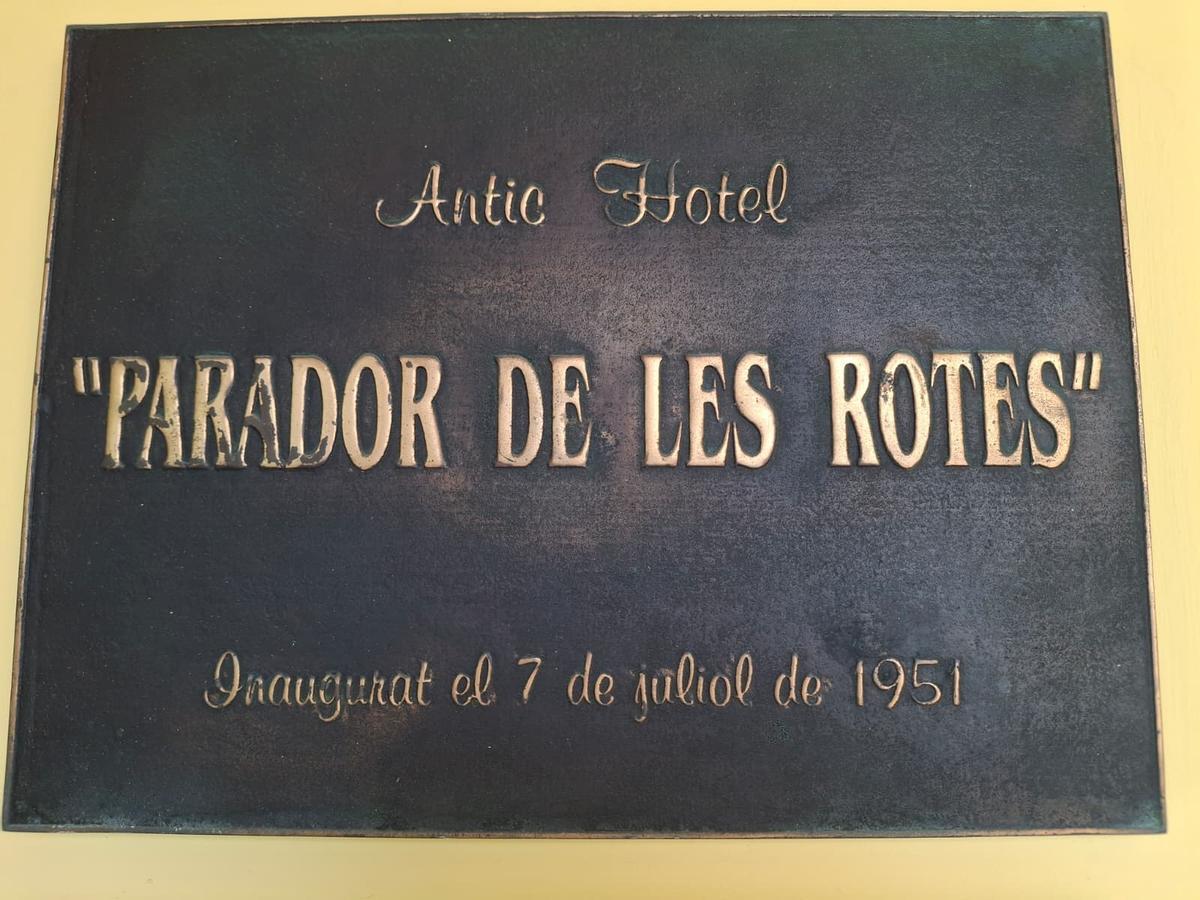 Antic Hotel
"PARADOR DE LES ROTES"
Inaugurat el 7 de juliol de 1951